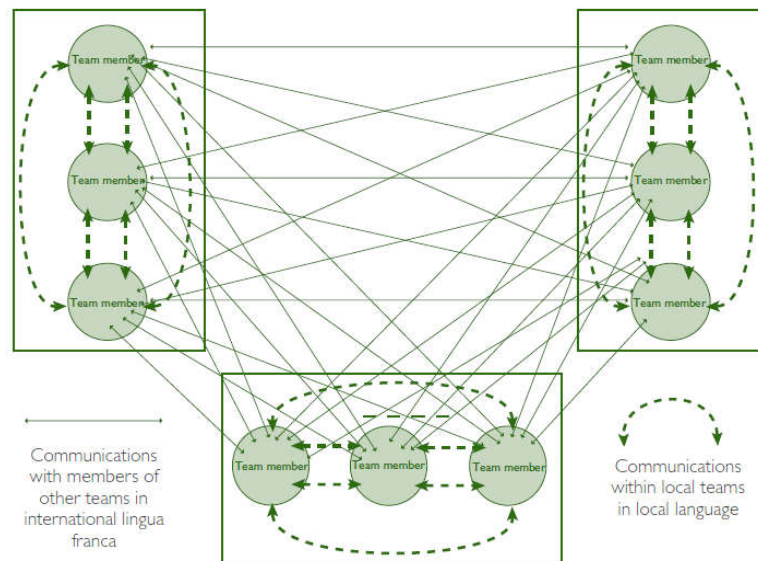 Team member
Team member
Team member
Team member
Team member
Team member
Team member
Team member
Team member
Communications
with members of
other teams in
international lingua
franca
Communications
within local teams
in local language